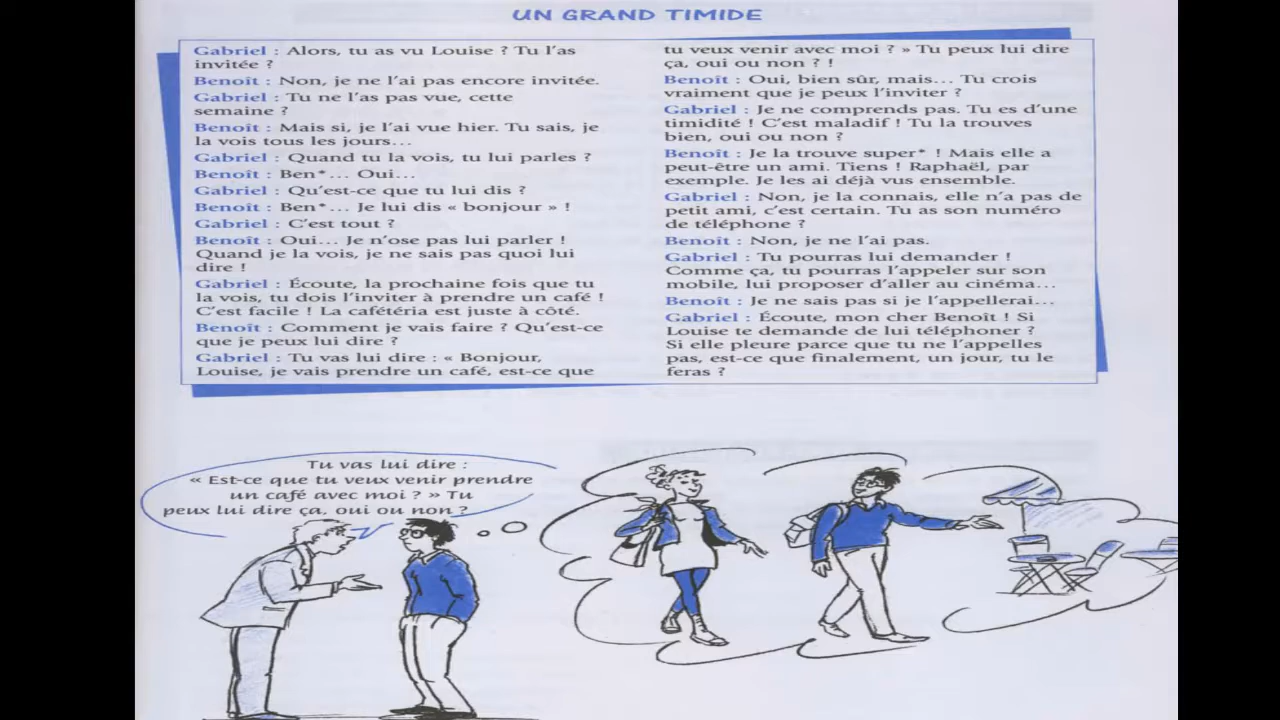 UN GRAND TIMIDE
Gabriel : Alors, tu as vu Louise ? Tu l'as
invitée ?
Benoît : Non, je ne l'ai pas encore invitée.
Gabriel : Tu ne l'as pas vue, cette
semaine ?
Benoît : Mais si, je l'ai vue hier. Tu sais, je
la vois tous les jours…
Gabriel : Quand tu la vois, tu lui parles ?
Benoît : Ben*… Oui…
Gabriel : Qu'est-ce que tu lui dis ?
Benoît : Ben*… Je lui dis « bonjour » !
Gabriel : C'est tout ?
Benoît : Oui… Je n'ose pas lui parler !
Quand je la vois, je ne sais pas quoi lui
dire !
Gabriel : Écoute, la prochaine fois que tu
la vois, tu dois l'inviter à prendre un café !
C'est facile ! La cafétéria est juste à côté.
Benoît : Comment je vais faire ? Qu'est-ce
que je peux lui dire ?
Gabriel : Tu vas lui dire : « Bonjour,
Louise, je vais prendre un café, est-ce que
tu veux venir avec moi ? » Tu peux lui dire
ça, oui ou non ? !
Benoît : Oui, bien sûr, mais… Tu crois
vraiment que je peux l'inviter ?
Gabriel : Je ne comprends pas. Tu es d'une
timidité ! C'est maladif ! Tu la trouves
bien, oui ou non ?
Benoît : Je la trouve super* ! Mais elle a
peut-être un ami. Tiens ! Raphaël, par
exemple. Je les ai déjà vus ensemble.
Gabriel : Non, je la connais, elle n'a pas de
petit ami, c'est certain. Tu as son numéro
de téléphone ?
Benoît : Non, je ne l'ai pas.
Gabriel : Tu pourras lui demander !
Comme ça, tu pourras l'appeler sur son
mobile, lui proposer d'aller au cinéma…
Benoît : Je ne sais pas si je l'appellerai…
Gabriel : Écoute, mon cher Benoît ! Si
Louise te demande de lui téléphoner ?
Si elle pleure parce que tu ne l'appelles
pas, est-ce que finalement, un jour, tu le
feras ?
Tu vas lui dire :
« Est-ce que tu veux venir prendre
un café avec moi ? » Tu
peux lui dire ça, oui ou non ?